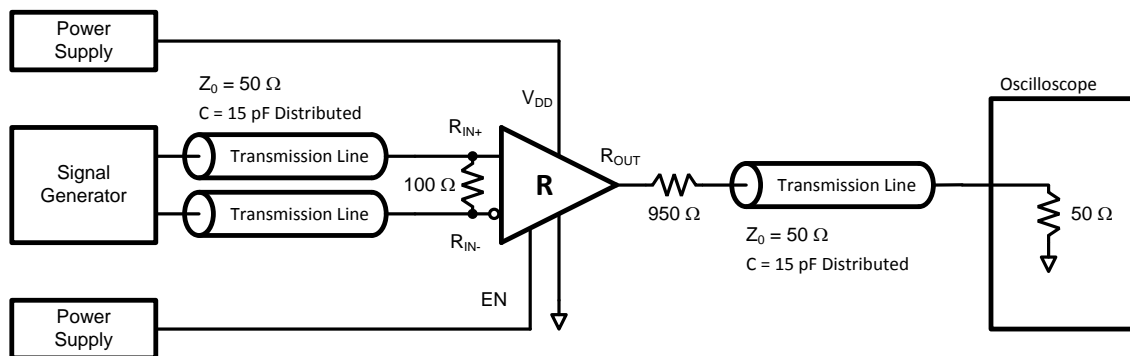 Power
Supply
Z0 = 50 Ω
C = 15 pF Distributed
VDD
Oscilloscope
Signal
Generator
Transmission Line
Transmission Line
RIN+
100 Ω
RIN-
R
ROUT
950 Ω
Transmission Line
Z0 = 50 Ω
C = 15 pF Distributed
50 Ω
EN
Power
Supply